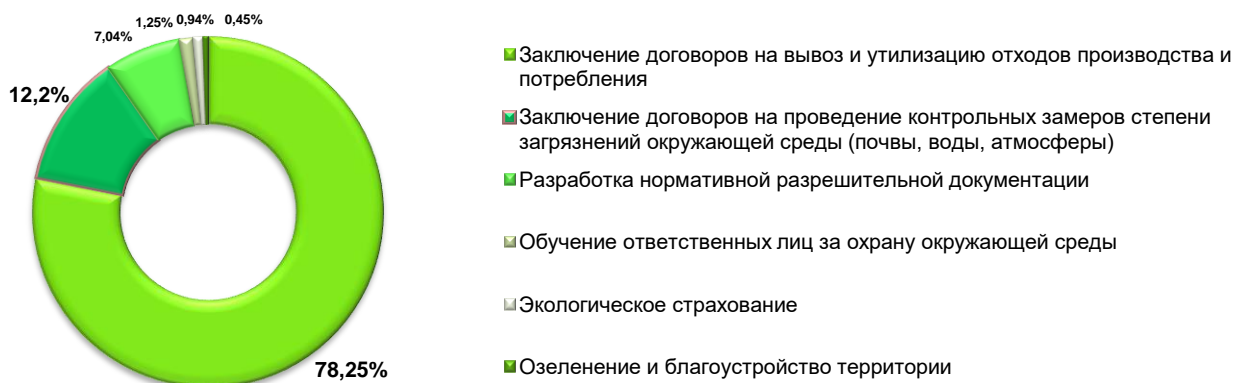 1,25% 0,94% 0,45%
7,04%
12,2%
78,25%
Заключение договоров на вывоз и утилизацию отходов производства и
потребления
Заключение договоров на проведение контрольных замеров степени
загрязнений окружающей среды (почвы, воды, атмосферы)
Разработка нормативной разрешительной документации
Обучение ответственных лиц за охрану окружающей среды
Экологическое страхование
Озеленение и благоустройство территории